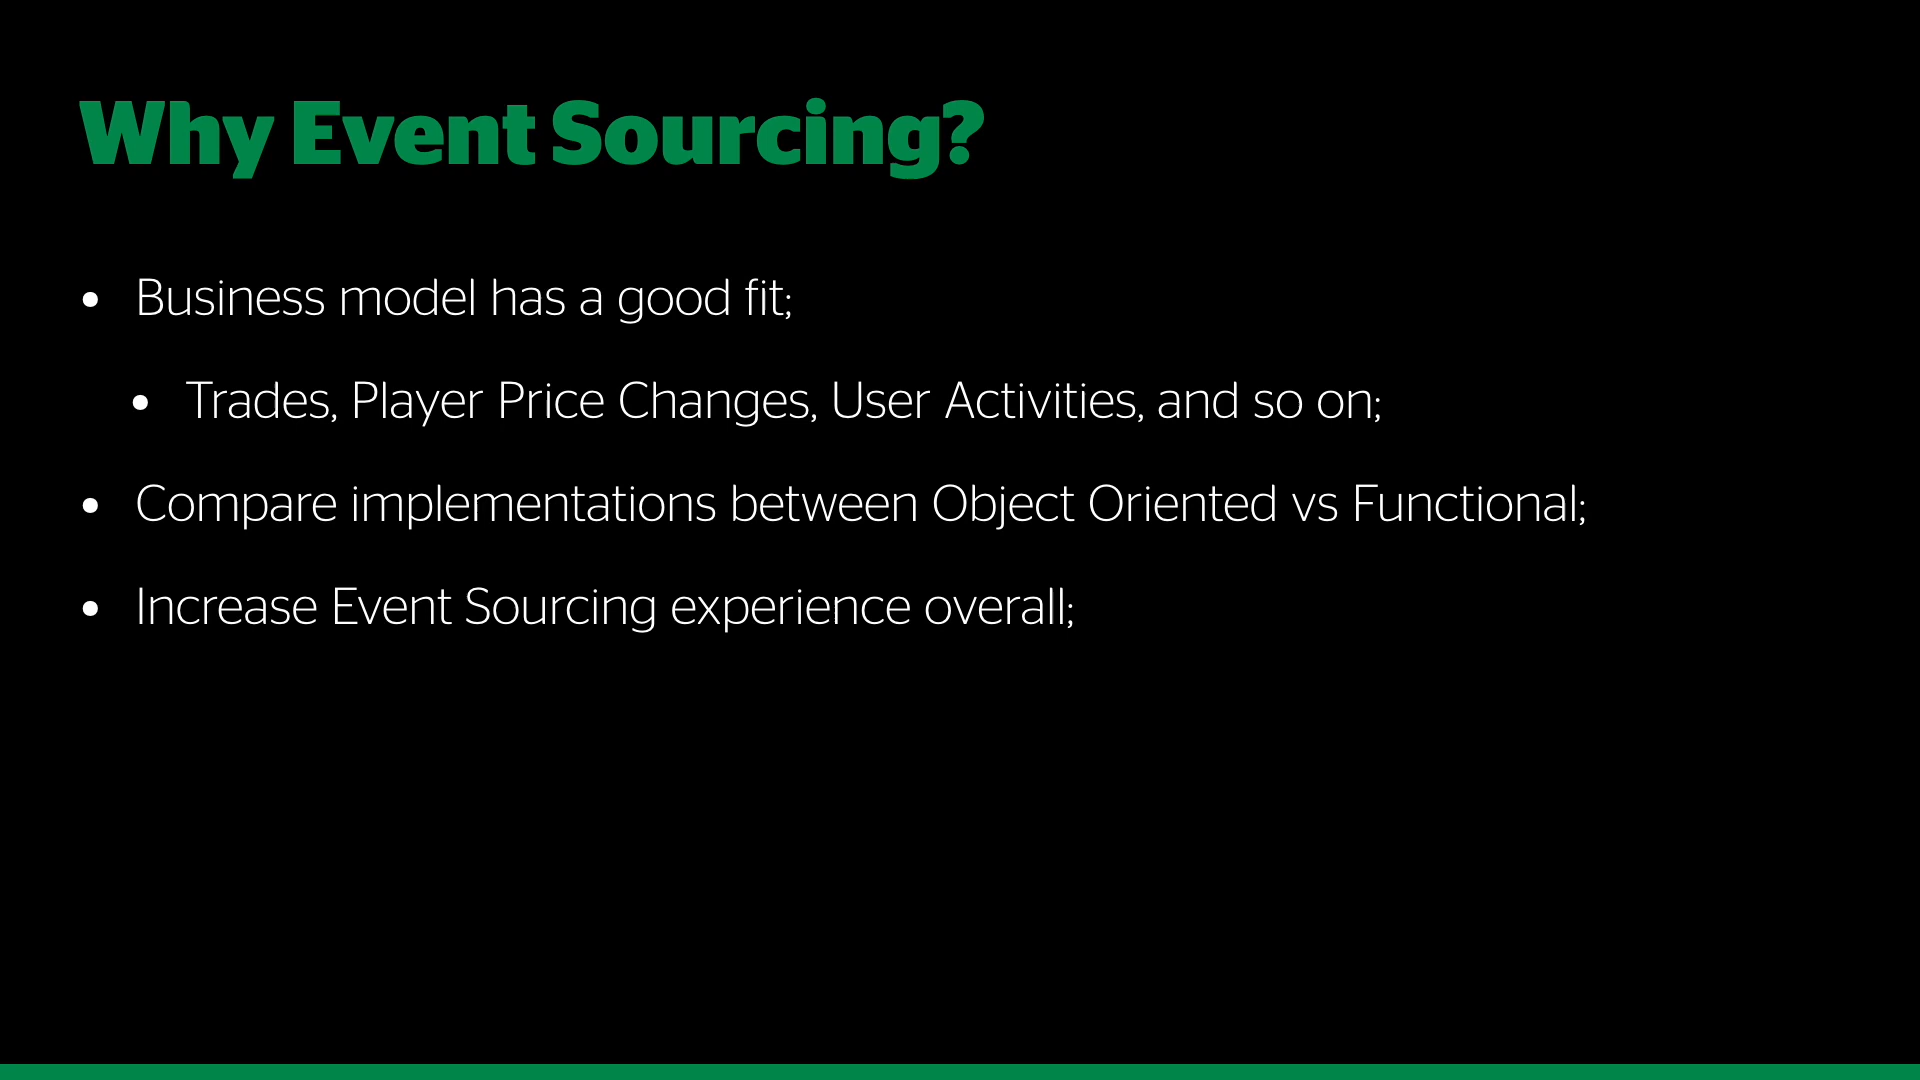 Why Event Sourcing?
• Business model has a good fit;
• Trades, Player Price Changes, User Activities, and so on;
• Compare implementations between Object Oriented vs Functional;
• Increase Event Sourcing experience overall;